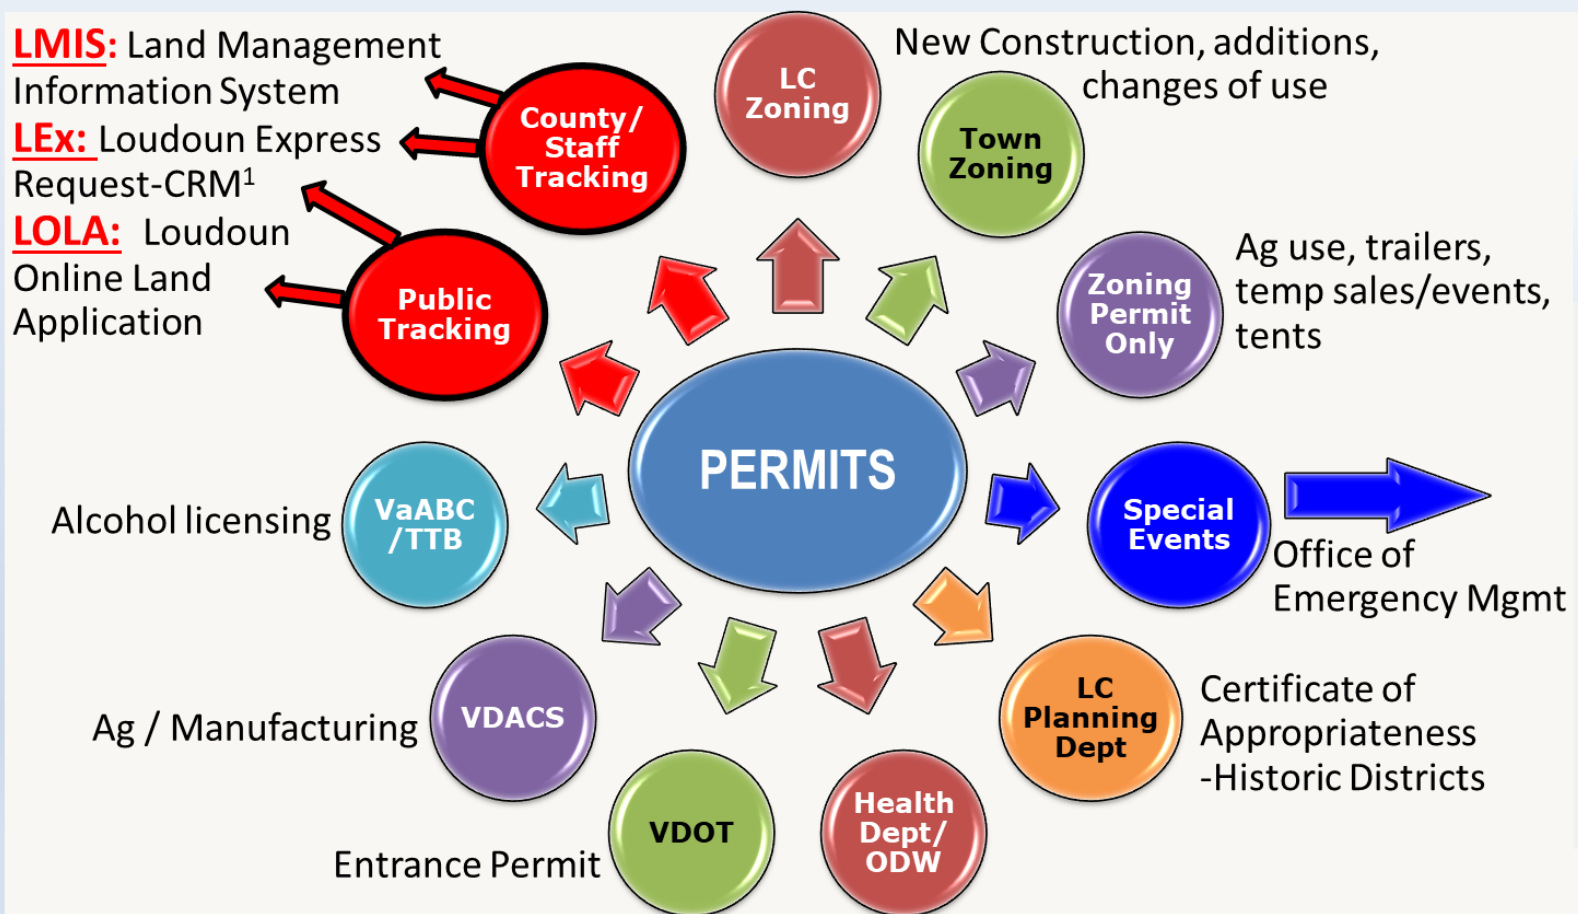 LMIS: Land Management
Information System
LEx: Loudoun Express
Request-CRM¹
LOLA: Loudoun
Online Land
Application
County/
Staff
Tracking
Public
Tracking
LC
Zoning
New Construction, additions,
changes of use
Town
Zoning
Zoning
Permit
Only
Ag use, trailers,
temp sales/events,
tents
PERMITS
Special
Events
Office of
Emergency Mgmt
LC
Planning
Dept
Certificate of
Appropriateness
-Historic Districts
Health
Dept/
ODW
VDOT
Entrance Permit
VDACS
Ag / Manufacturing
VaABC
/TTB
Alcohol licensing